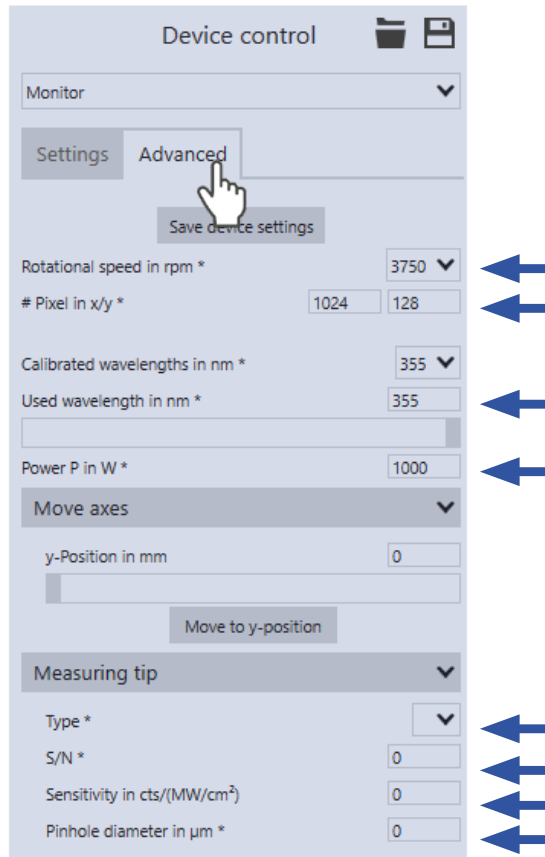 Device control
Monitor
Settings Advanced
Save device settings
Rotational speed in rpm * 3750
# Pixel in x/y * 1024 128
Calibrated wavelengths in nm * 355
Used wavelength in nm * 355
Power P in W * 1000
Move axes
y-Position in mm 0
Move to y-position
Measuring tip
Type *
S/N * 0
Sensitivity in cts/(MW/cm²) 0
Pinhole diameter in µm * 0